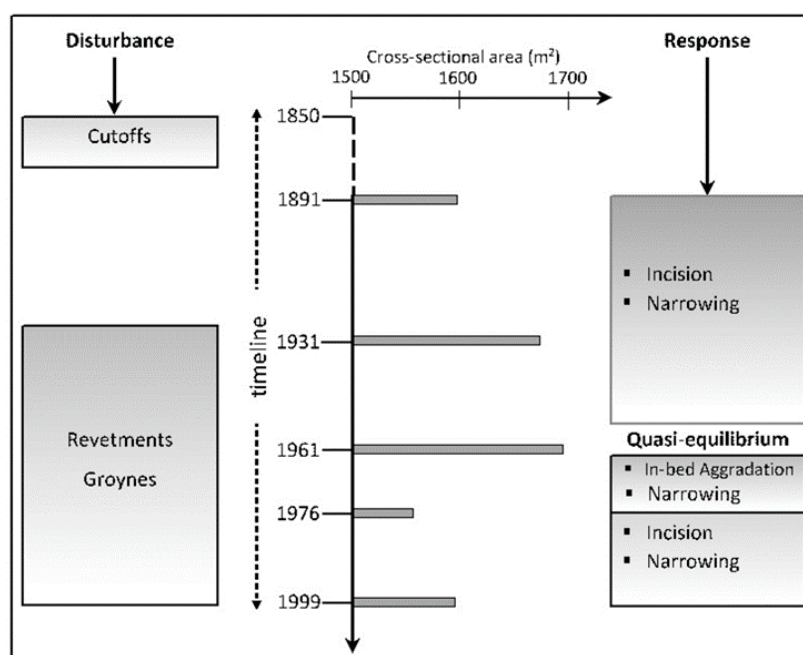 Disturbance
Cutoffs
Revetments
Groynes
timeline
Cross-sectional area (m²)
1500 1600 1700
1850
1891
1931
1961
1976
1999
Response
▪ Incision
▪ Narrowing
Quasi-equilibrium
▪ In-bed Aggradation
▪ Narrowing
▪ Incision
▪ Narrowing